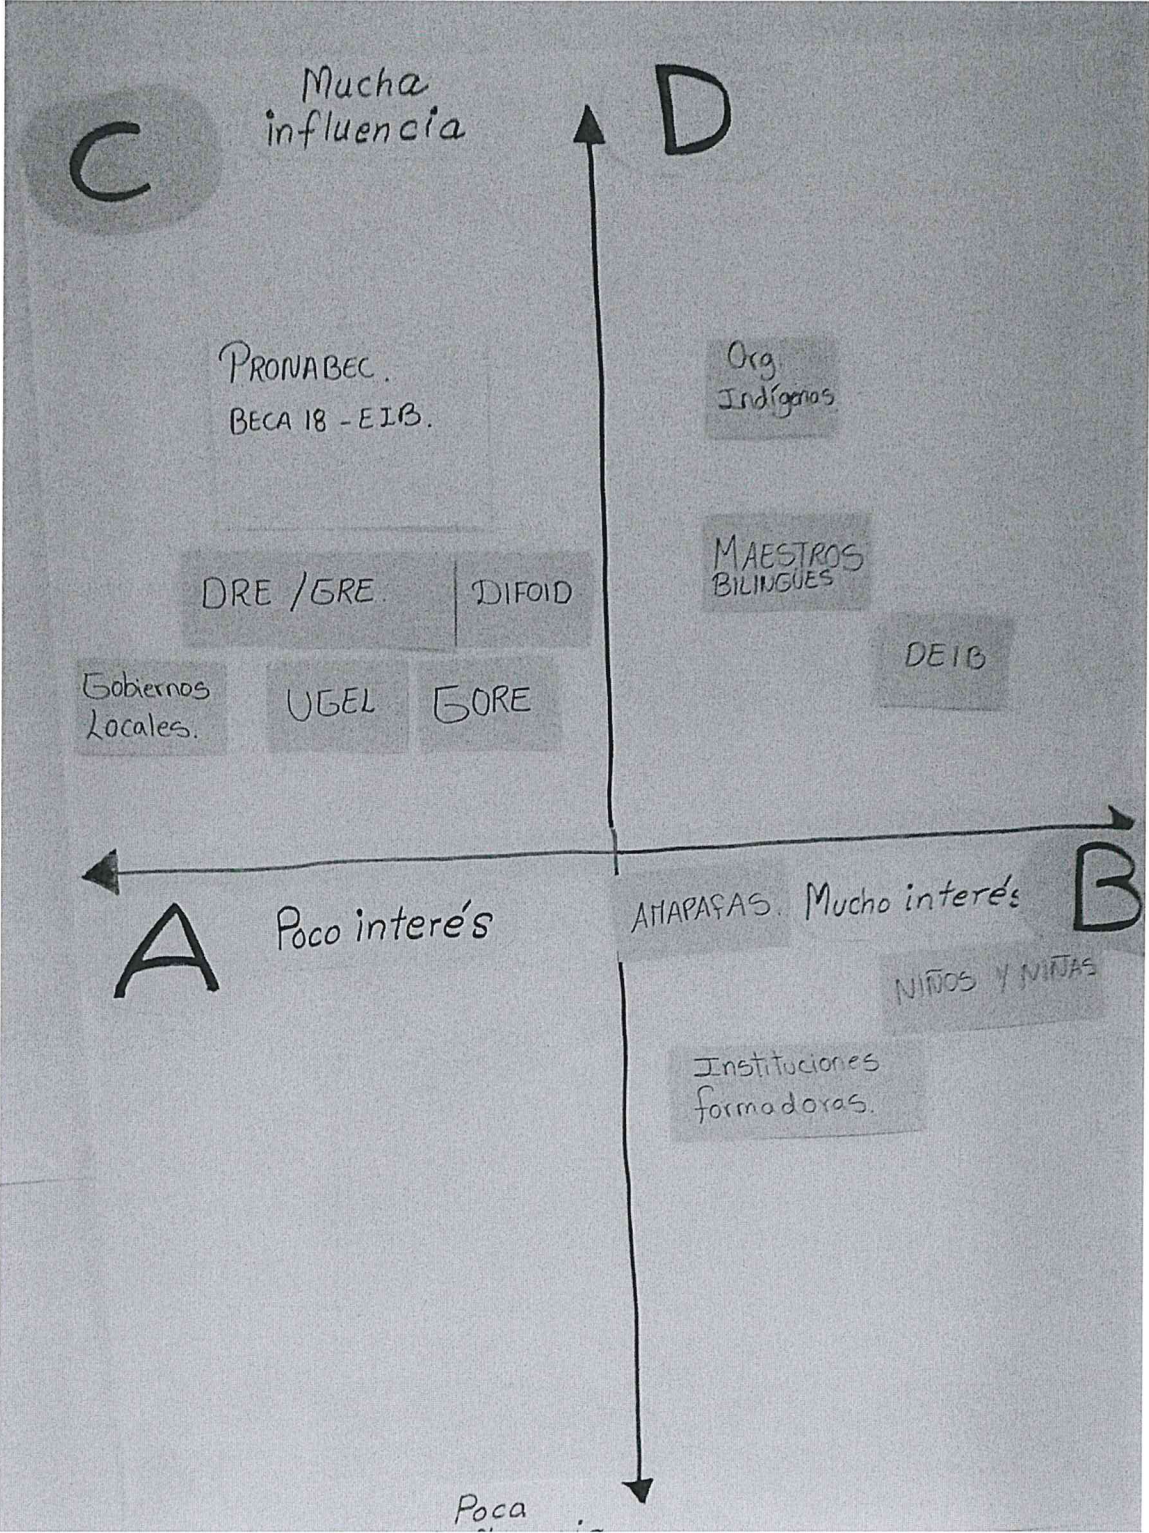 C
Mucha
influencia
D
PRONABEC.
BECA 18 - EIB.
Org.
Indígenas
MAESTROS
BILINGÜES
DRE / GRE.
DIFOID
DEIB
Gobiernos
Locales.
UGEL
GORE
A
Poco interés
AMAPAFAS.
Mucho interés
B
NIÑOS Y NIÑAS
Instituciones
formadoras.
Poca